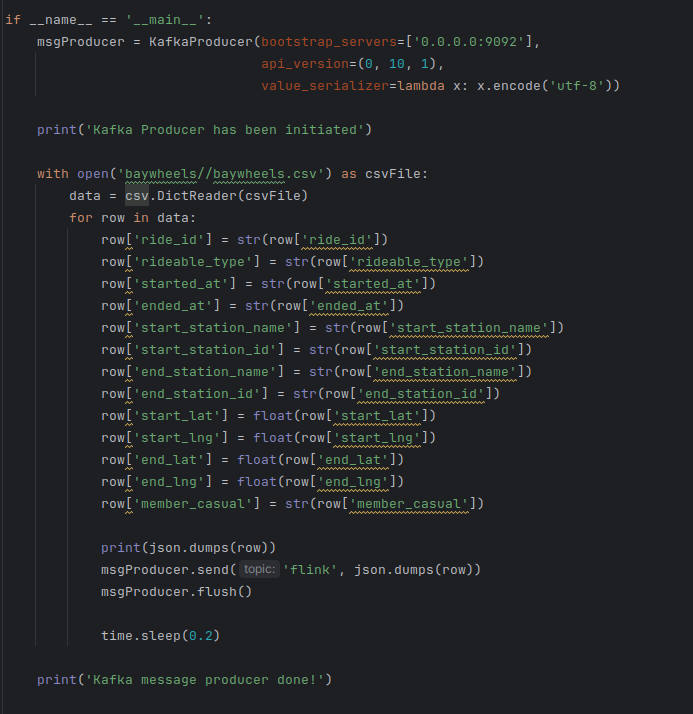 if __name__ == '__main__':
    msgProducer = KafkaProducer(bootstrap_servers=['0.0.0.0:9092'],
                                api_version=(0, 10, 1),
                                value_serializer=lambda x: x.encode('utf-8'))
    print('Kafka Producer has been initiated')
    with open('baywheels//baywheels.csv') as csvFile:
        data = csv.DictReader(csvFile)
        for row in data:
            row['ride_id'] = str(row['ride_id'])
            row['rideable_type'] = str(row['rideable_type'])
            row['started_at'] = str(row['started_at'])
            row['ended_at'] = str(row['ended_at'])
            row['start_station_name'] = str(row['start_station_name'])
            row['start_station_id'] = str(row['start_station_id'])
            row['end_station_name'] = str(row['end_station_name'])
            row['end_station_id'] = str(row['end_station_id'])
            row['start_lat'] = float(row['start_lat'])
            row['start_lng'] = float(row['start_lng'])
            row['end_lat'] = float(row['end_lat'])
            row['end_lng'] = float(row['end_lng'])
            row['member_casual'] = str(row['member_casual'])
            print(json.dumps(row))
            msgProducer.send(topic: 'flink', json.dumps(row))
            msgProducer.flush()
            time.sleep(0.2)
    print('Kafka message producer done!')